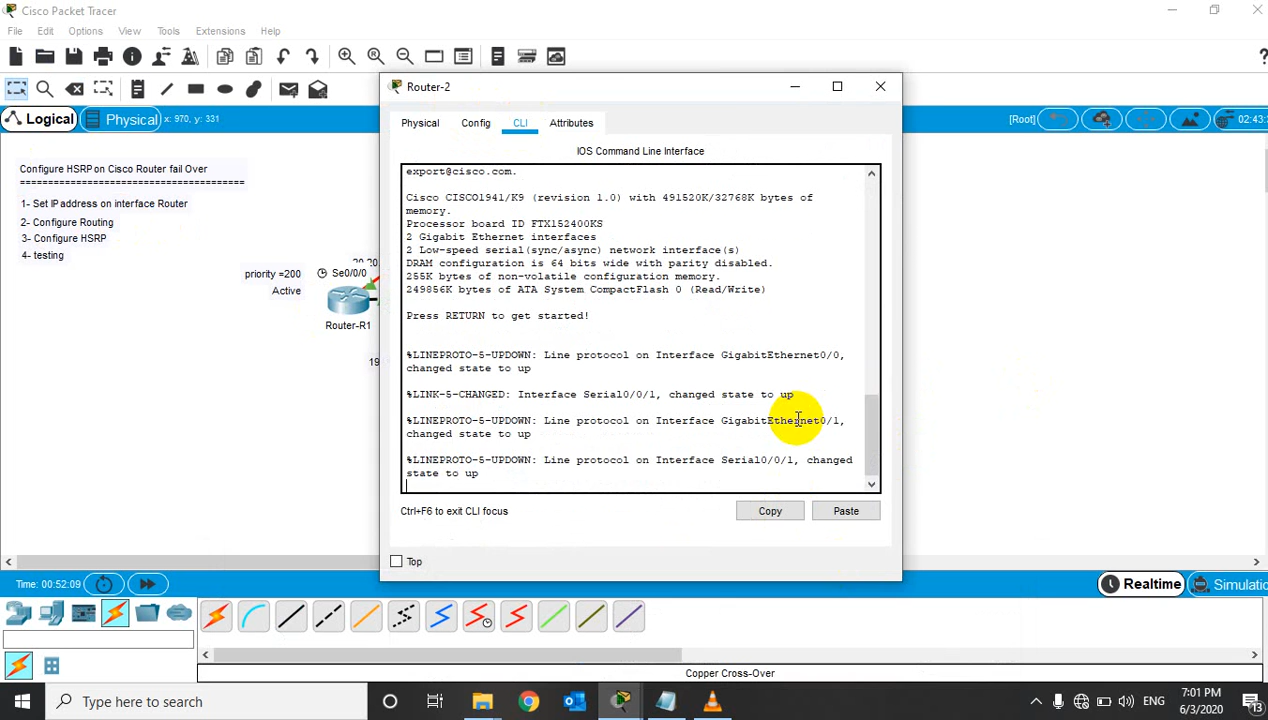 Cisco Packet Tracer
File Edit Options View Tools Extensions Help
?
Logical Physical x: 970, y: 331
[Root] 02:43:
Configure HSRP on Cisco Router fail Over
==========================================
1- Set IP address on interface Router
2- Configure Routing
3- Configure HSRP
4- testing
20.20.
priority =200 Se0/0/0
Active
Router-R1
19
Router-2
Physical Config CLI Attributes
IOS Command Line Interface
export@cisco.com.
Cisco CISCO1941/K9 (revision 1.0) with 491520K/32768K bytes of
memory.
Processor board ID FTX152400KS
2 Gigabit Ethernet interfaces
2 Low-speed serial(sync/async) network interface(s)
DRAM configuration is 64 bits wide with parity disabled.
255K bytes of non-volatile configuration memory.
249856K bytes of ATA System CompactFlash 0 (Read/Write)
Press RETURN to get started!
%LINEPROTO-5-UPDOWN: Line protocol on Interface GigabitEthernet0/0,
changed state to up
%LINK-5-CHANGED: Interface Serial0/0/1, changed state to up
%LINEPROTO-5-UPDOWN: Line protocol on Interface GigabitEthernet0/1,
changed state to up
%LINEPROTO-5-UPDOWN: Line protocol on Interface Serial0/0/1, changed
state to up
Ctrl+F6 to exit CLI focus
Copy Paste
Top
Time: 00:52:09
Realtime Simulatio
Copper Cross-Over
Type here to search
ENG
7:01 PM
6/3/2020
13